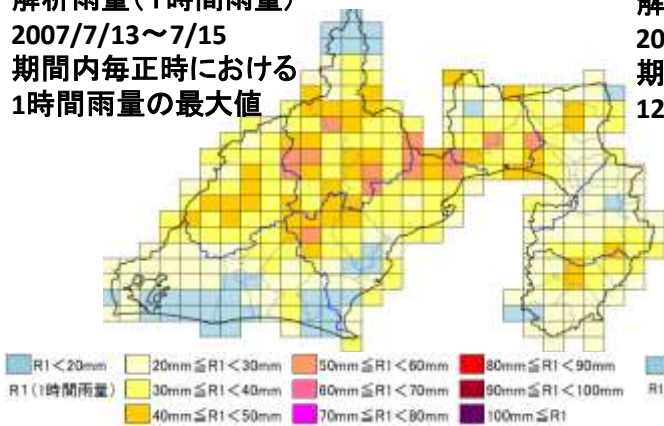 解析雨量(1時間雨量)
2007/7/13～7/15
期間内毎正時における
1時間雨量の最大値
解
20
期
12
R1<20mm 20mm≦R1<30mm 50mm≦R1<60mm 80mm≦R1<90mm
R1(1時間雨量) 30mm≦R1<40mm 60mm≦R1<70mm 90mm≦R1<100mm R1
40mm≦R1<50mm 70mm≦R1<80mm 100mm≦R1